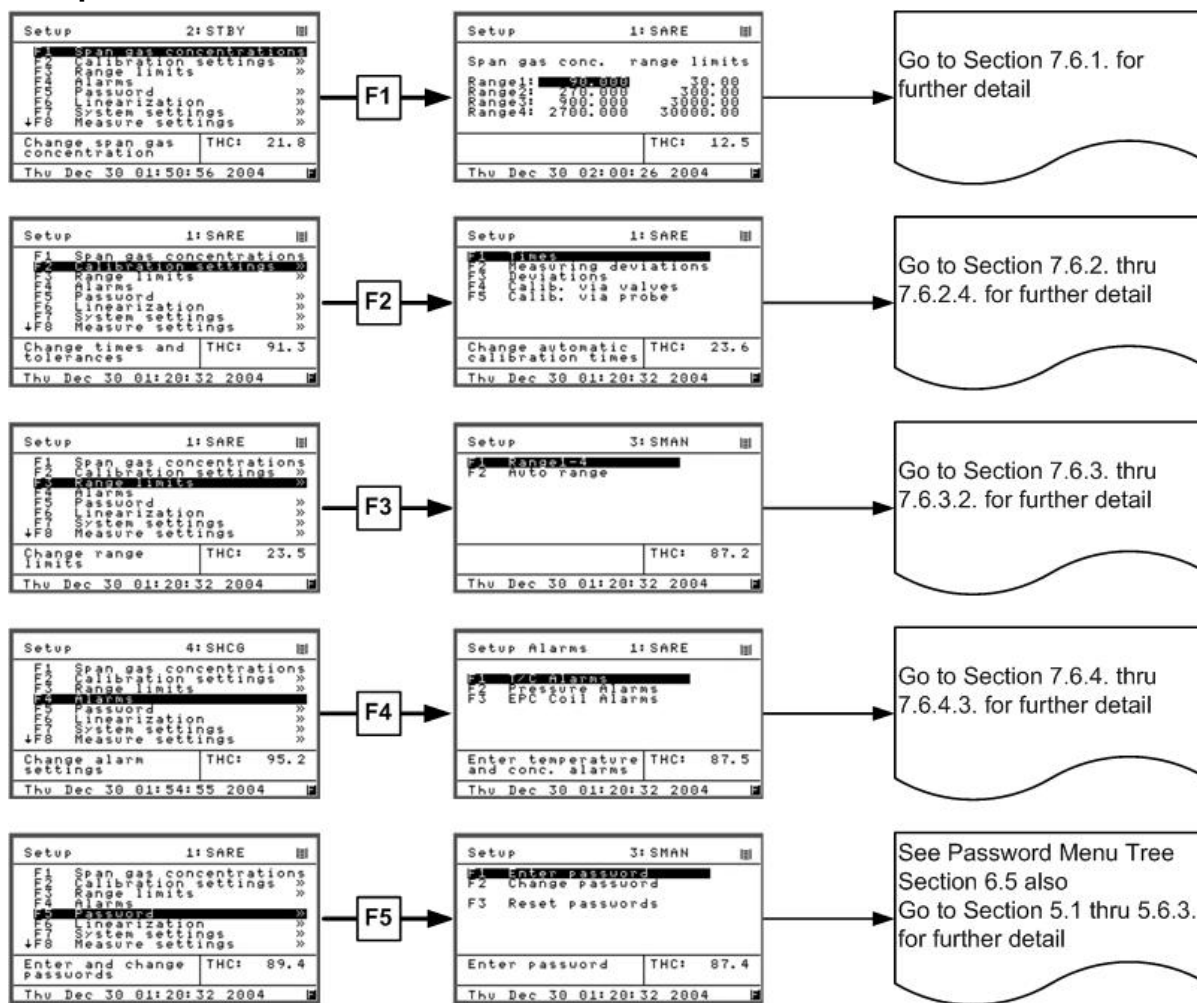 Setup 2:STBY
F1 Span gas concentrations
F2 Calibration settings »
F3 Range limits »
F4 Alarms
F5 Password »
F6 Linearization »
F7 System settings »
↓F8 Measure settings »
Change span gas concentration THC: 21.8
Thu Dec 30 01:50:56 2004
F1
Setup 1:SARE
Span gas conc. range limits
Range1: 90.000 30.00
Range2: 270.000 300.00
Range3: 900.000 3000.00
Range4: 2700.000 30000.00
THC: 12.5
Thu Dec 30 02:00:26 2004
Go to Section 7.6.1. for
further detail
Setup 1:SARE
F1 Span gas concentrations
F2 Calibration settings »
F3 Range limits »
F4 Alarms
F5 Password »
F6 Linearization »
F7 System settings »
↓F8 Measure settings »
Change times and tolerances THC: 91.3
Thu Dec 30 01:20:32 2004
F2
Setup 1:SARE
F1 Times
F2 Measuring deviations
F3 Deviations
F4 Calib. via valves
F5 Calib. via probe
Change automatic calibration times THC: 23.6
Thu Dec 30 01:20:32 2004
Go to Section 7.6.2. thru
7.6.2.4. for further detail
Setup 1:SARE
F1 Span gas concentrations
F2 Calibration settings »
F3 Range limits »
F4 Alarms
F5 Password »
F6 Linearization »
F7 System settings »
↓F8 Measure settings »
Change range limits THC: 23.5
Thu Dec 30 01:20:32 2004
F3
Setup 3:SMAN
F1 Range1-4
F2 Auto range
THC: 87.2
Thu Dec 30 01:20:32 2004
Go to Section 7.6.3. thru
7.6.3.2. for further detail
Setup 4:SHCG
F1 Span gas concentrations
F2 Calibration settings »
F3 Range limits »
F4 Alarms
F5 Password »
F6 Linearization »
F7 System settings »
↓F8 Measure settings »
Change alarm settings THC: 95.2
Thu Dec 30 01:54:55 2004
F4
Setup Alarms 1:SARE
F1 T/C Alarms
F2 Pressure Alarms
F3 EPC Coil Alarms
Enter temperature and conc. alarms THC: 87.5
Thu Dec 30 01:20:32 2004
Go to Section 7.6.4. thru
7.6.4.3. for further detail
Setup 1:SARE
F1 Span gas concentrations
F2 Calibration settings »
F3 Range limits »
F4 Alarms
F5 Password »
F6 Linearization »
F7 System settings »
↓F8 Measure settings »
Enter and change passwords THC: 89.4
Thu Dec 30 01:20:32 2004
F5
Setup 3:SMAN
F1 Enter password
F2 Change password
F3 Reset passwords
Enter password THC: 87.4
Thu Dec 30 01:20:32 2004
See Password Menu Tree
Section 6.5 also
Go to Section 5.1 thru 5.6.3.
for further detail